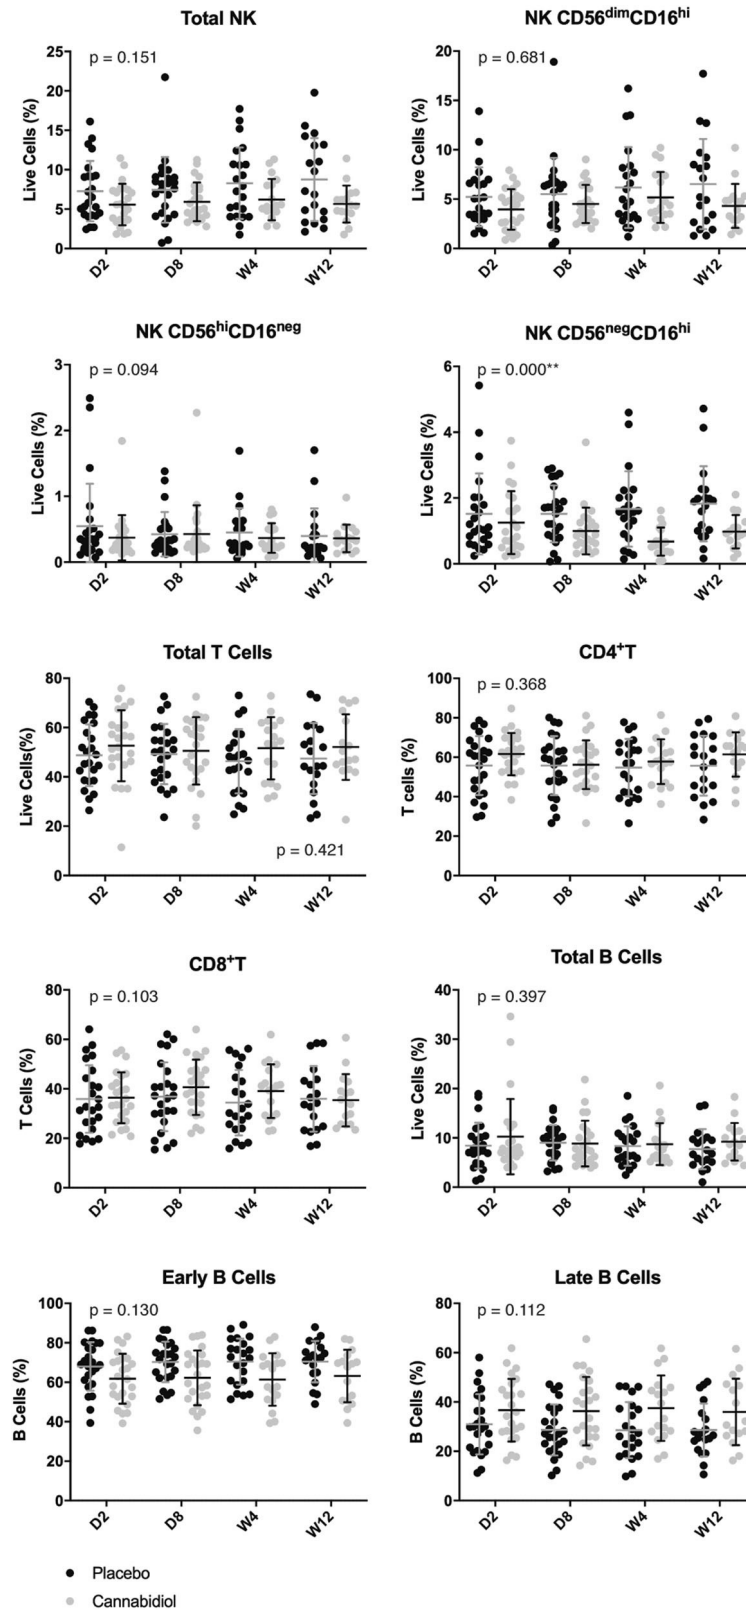 Total NK
p = 0.151
Live Cells (%)
25
20
15
10
5
0
D2 D8 W4 W12
NK CD56dimCD16hi
p = 0.681
Live Cells (%)
20
15
10
5
0
D2 D8 W4 W12
NK CD56hiCD16neg
p = 0.094
Live Cells (%)
3
2
1
0
D2 D8 W4 W12
NK CD56negCD16hi
p = 0.000**
Live Cells (%)
6
4
2
0
D2 D8 W4 W12
Total T Cells
Live Cells(%)
80
60
40
20
0
p = 0.421
D2 D8 W4 W12
CD4+T
p = 0.368
T cells (%)
100
80
60
40
20
0
D2 D8 W4 W12
CD8+T
p = 0.103
T Cells (%)
80
60
40
20
0
D2 D8 W4 W12
Total B Cells
p = 0.397
Live Cells (%)
40
30
20
10
0
D2 D8 W4 W12
Early B Cells
p = 0.130
B Cells (%)
100
80
60
40
20
0
D2 D8 W4 W12
Late B Cells
p = 0.112
B Cells (%)
80
60
40
20
0
D2 D8 W4 W12
Placebo
Cannabidiol